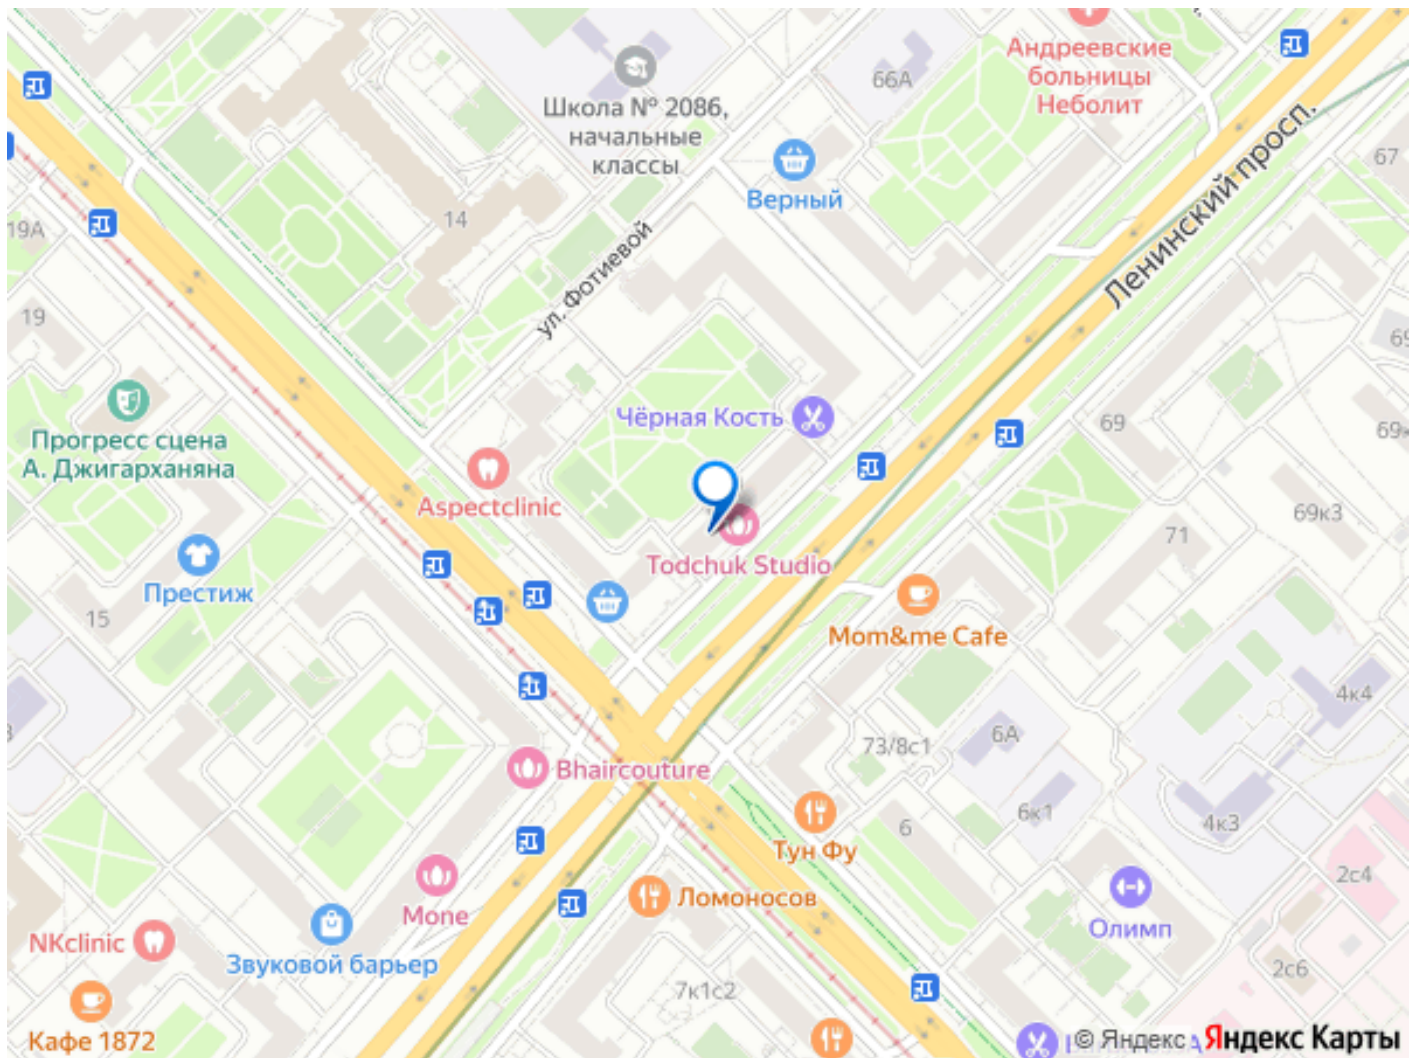 Андреевские
больницы
Неболит
66А
Школа № 2086,
начальные
классы
Ленинский просп.
67
Верный
14
19А
ул. Фотиевой
19
69
Чёрная Кость
Прогресс сцена
А. Джигарханяна
69
Aspectclinic
69к3
71
Todchuk Studio
Престиж
15
Mom&me Cafe
4к4
6А
73/8с1
Bhaircouture
6к1
4к3
6
Тун Фу
2с4
Ломоносов
Mone
Олимп
NKclinic
Звуковой барьер
2с6
7к1с2
Кафе 1872
© Яндекс Яндекс Карты